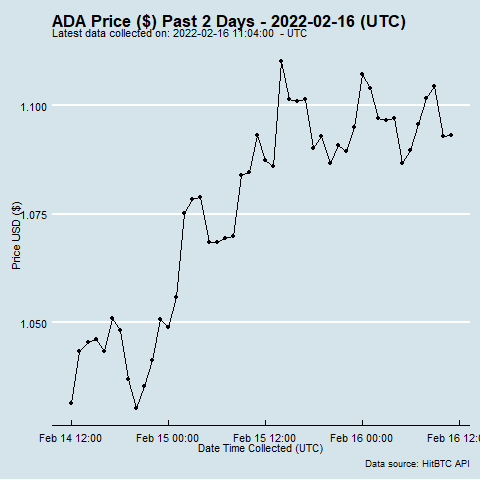 ADA Price ($) Past 2 Days - 2022-02-16 (UTC)
Latest data collected on: 2022-02-16 11:04:00  - UTC
1.100
1.075
1.050
Price USD ($)
Feb 14 12:00
Feb 15 00:00
Feb 15 12:00
Feb 16 00:00
Feb 16 12:0
Date Time Collected (UTC)
Data source: HitBTC API